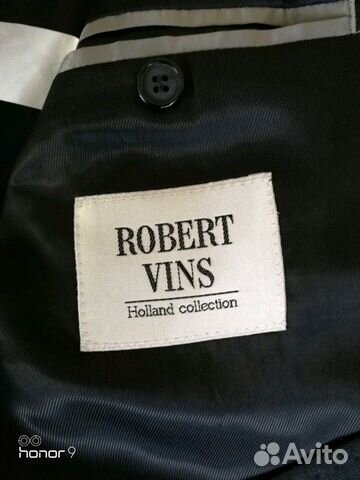 ROBERT
VINS
Holland collection
honor 9
Avito